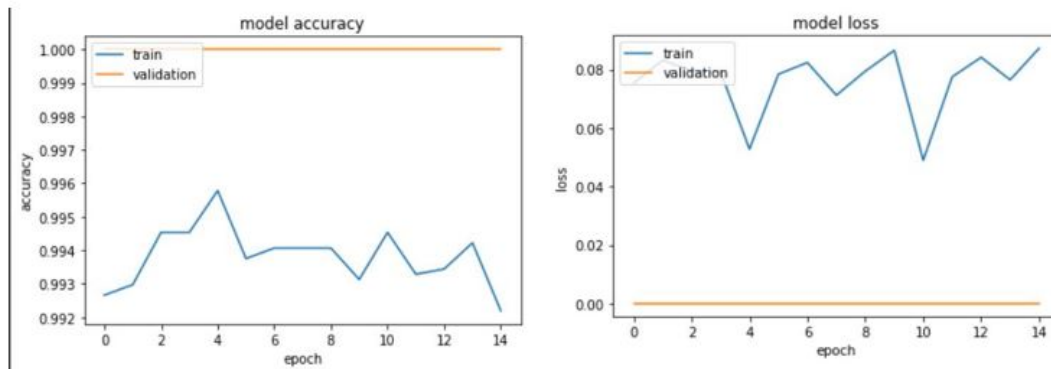 model accuracy
1.000
0.999
0.998
0.997
0.996
0.995
0.994
0.993
0.992
accuracy
train
validation
0 2 4 6 8 10 12 14
epoch
model loss
0.08
0.06
0.04
0.02
0.00
loss
train
validation
0 2 4 6 8 10 12 14
epoch